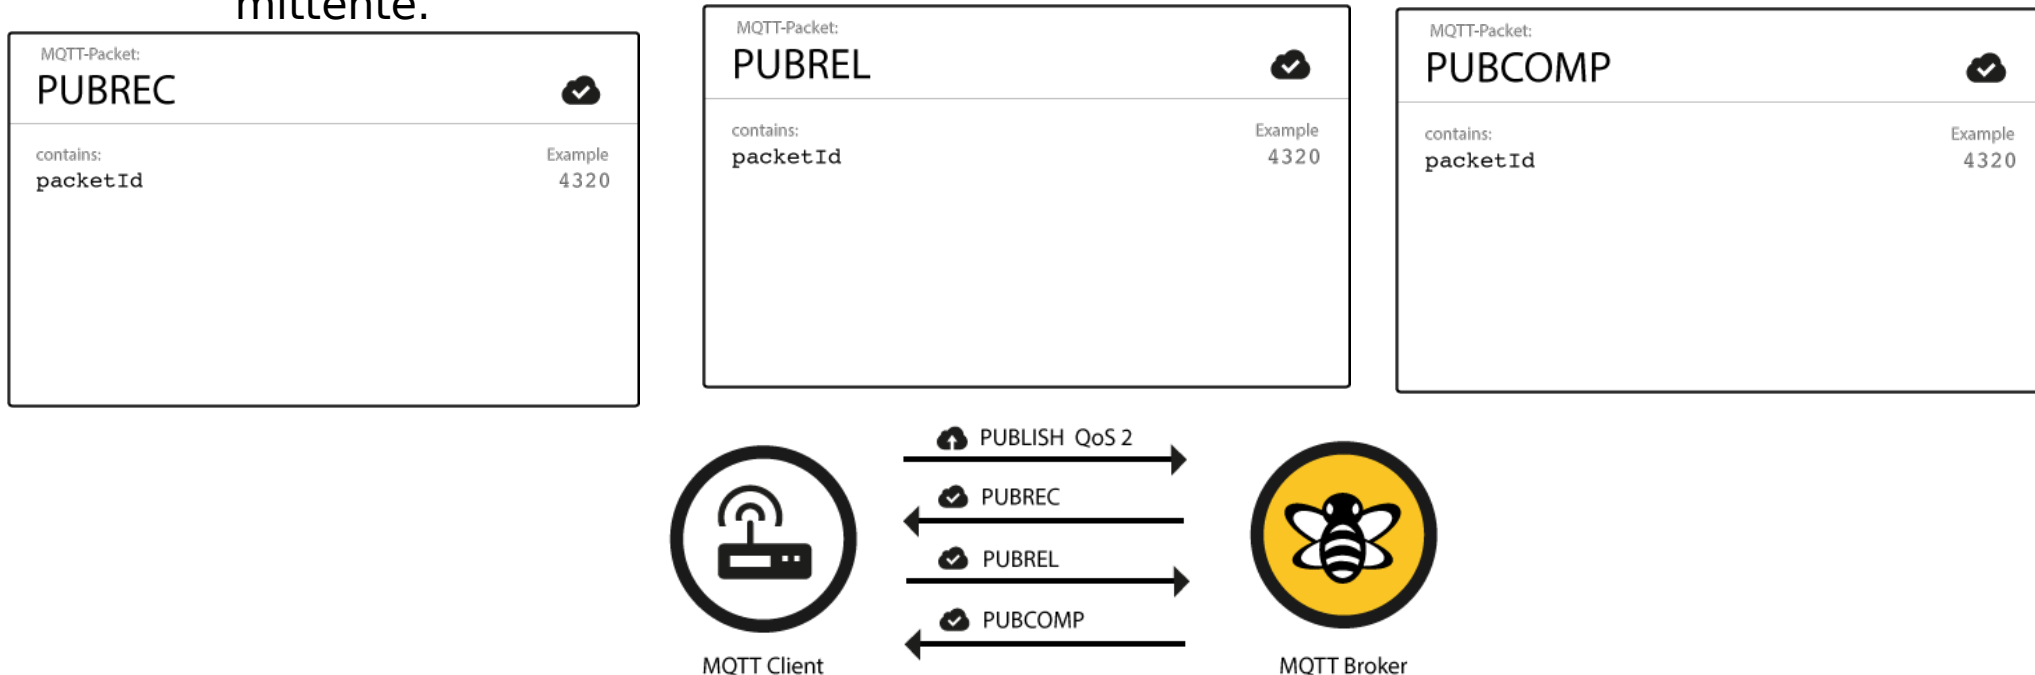 mittente.
MQTT-Packet:
PUBREC
contains:
Example
packetId
4320
MQTT-Packet:
PUBREL
contains:
Example
packetId
4320
MQTT-Packet:
PUBCOMP
contains:
Example
packetId
4320
PUBLISH QoS 2
PUBREC
PUBREL
PUBCOMP
MQTT Client
MQTT Broker